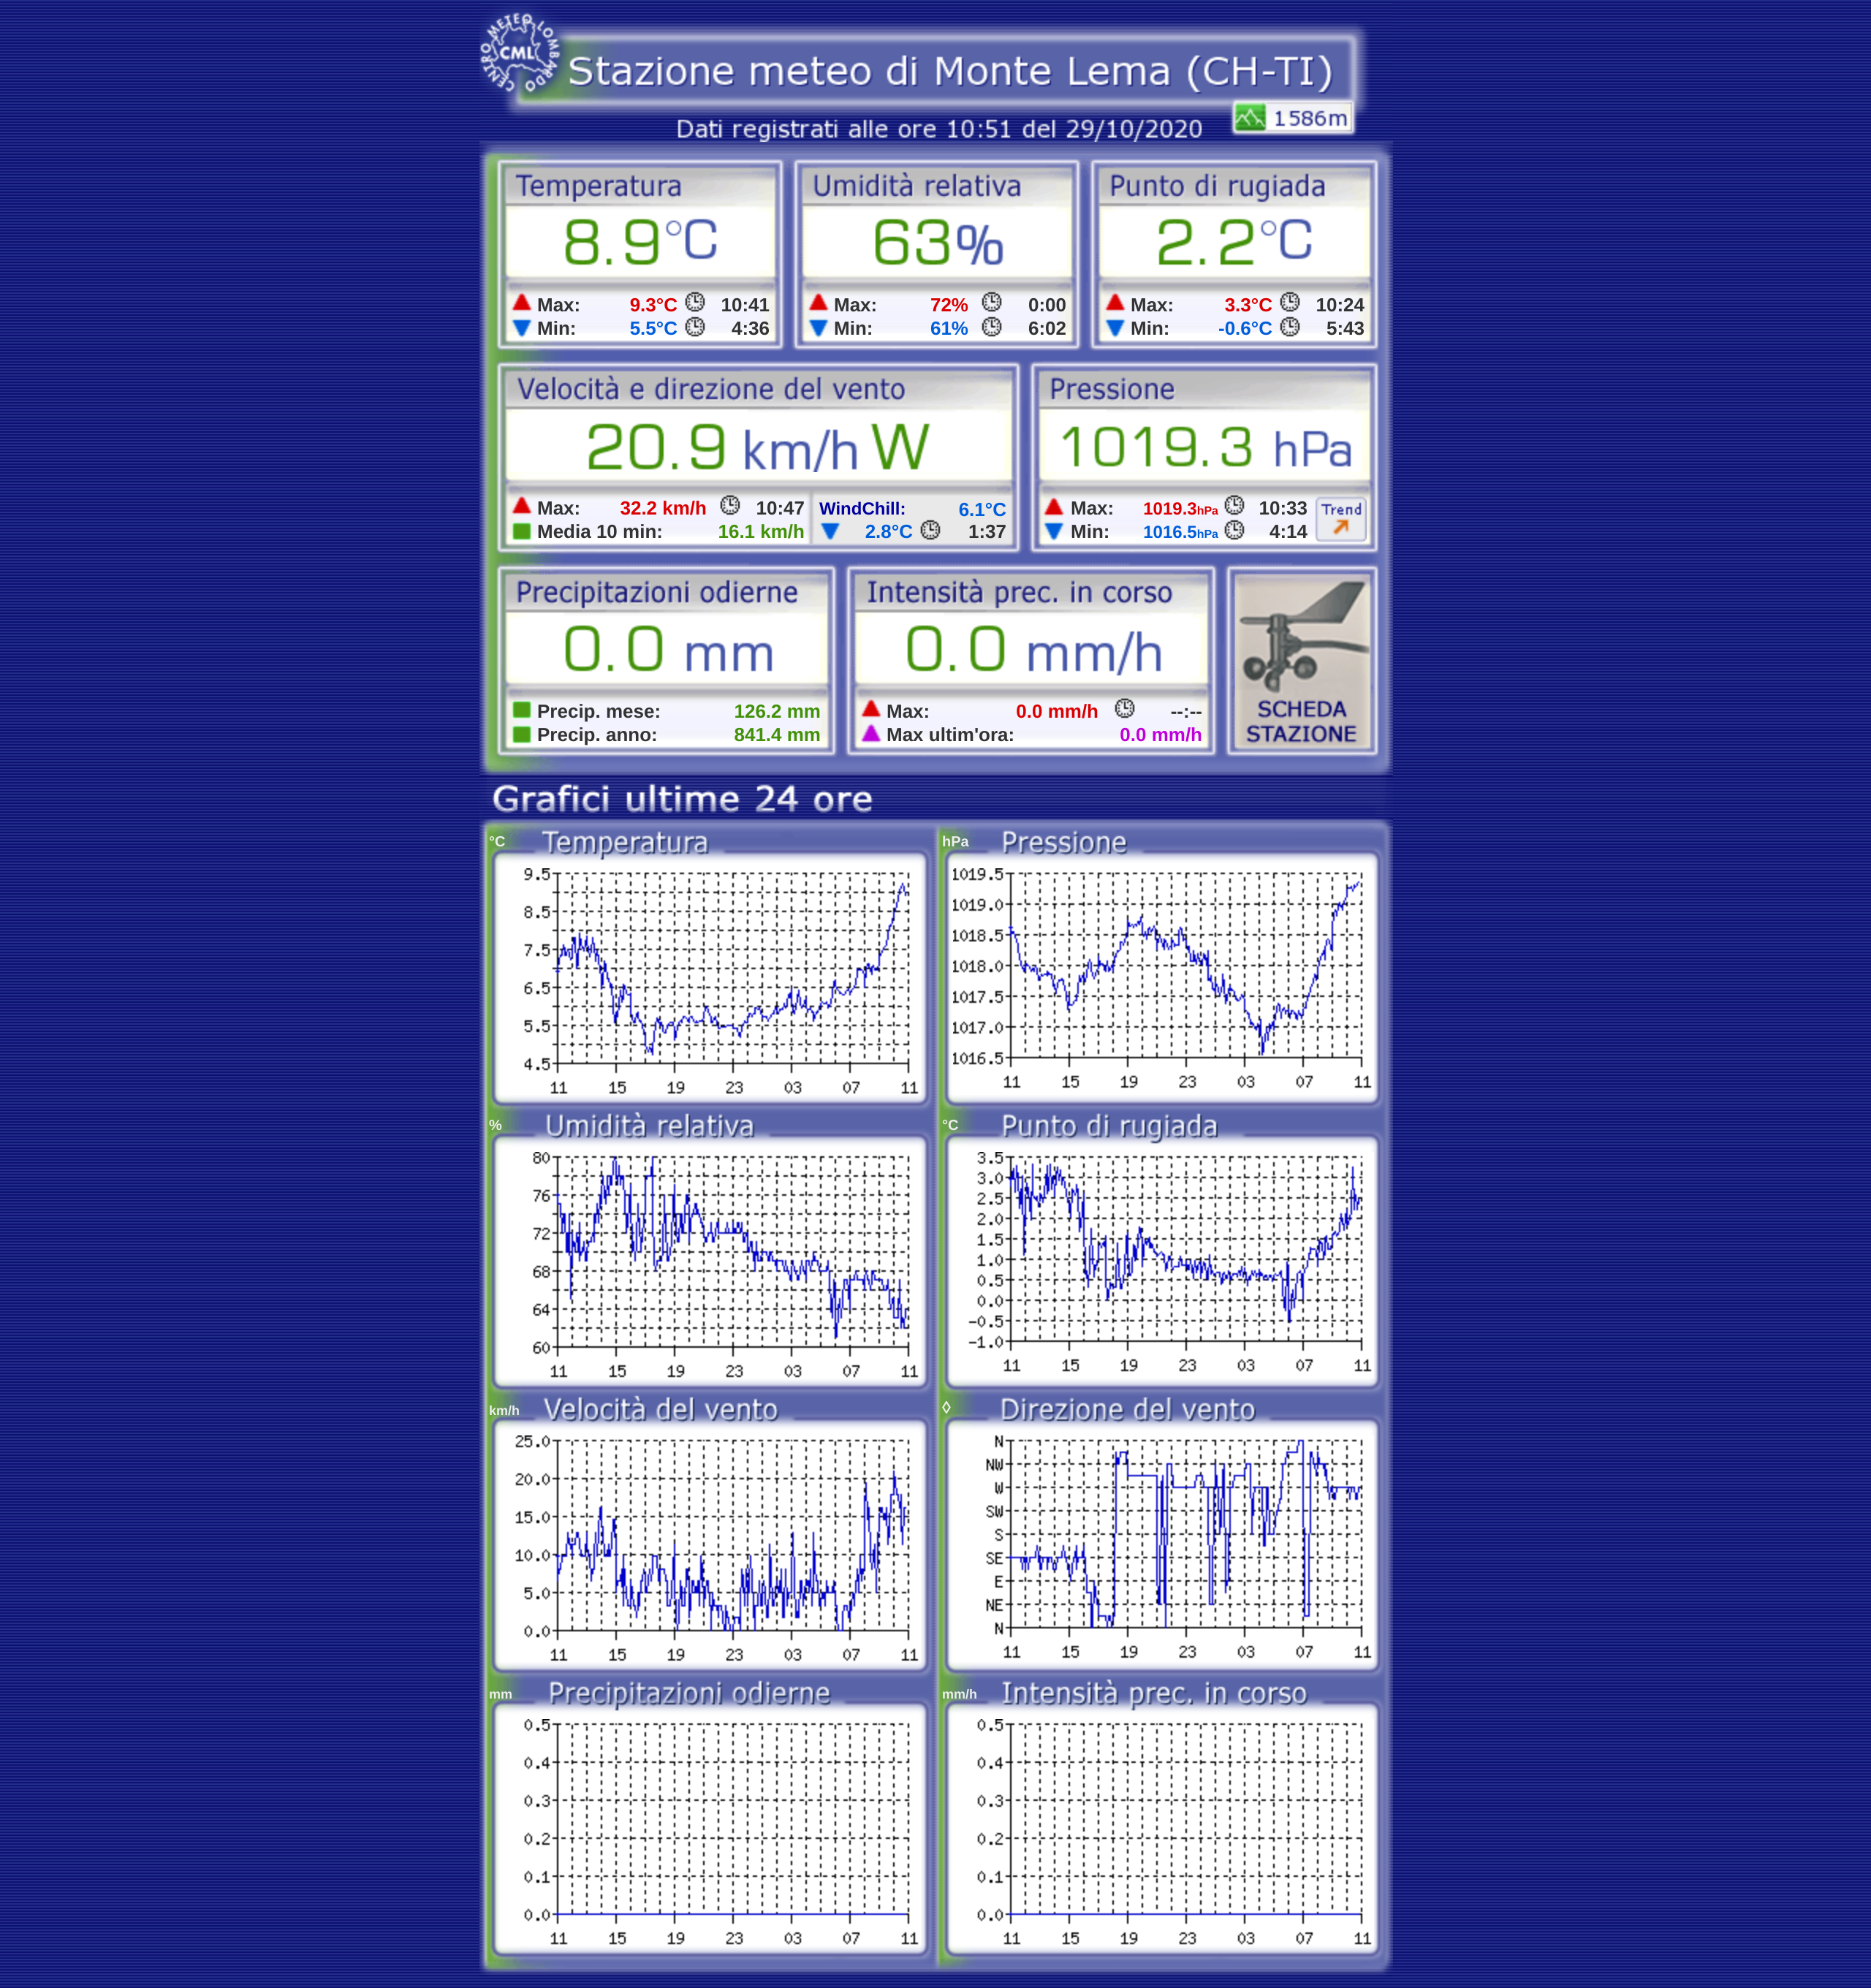 CENTRO METEO LOMBARDO
CML
Stazione meteo di Monte Lema (CH-TI)
1586m
Dati registrati alle ore 10:51 del 29/10/2020
Temperatura
8.9°C
Max: 9.3°C 10:41
Min: 5.5°C 4:36
Umidità relativa
63%
Max: 72% 0:00
Min: 61% 6:02
Punto di rugiada
2.2°C
Max: 3.3°C 10:24
Min: -0.6°C 5:43
Velocità e direzione del vento
20.9 km/h W
Max: 32.2 km/h 10:47
Media 10 min: 16.1 km/h
WindChill: 6.1°C
2.8°C 1:37
Pressione
1019.3 hPa
Max: 1019.3hPa 10:33
Min: 1016.5hPa 4:14
Trend
Precipitazioni odierne
0.0 mm
Precip. mese: 126.2 mm
Precip. anno: 841.4 mm
Intensità prec. in corso
0.0 mm/h
Max: 0.0 mm/h --:--
Max ultim'ora: 0.0 mm/h
SCHEDA
STAZIONE
Grafici ultime 24 ore
°C Temperatura
9.5
8.5
7.5
6.5
5.5
4.5
11 15 19 23 03 07 11
hPa Pressione
1019.5
1019.0
1018.5
1018.0
1017.5
1017.0
1016.5
11 15 19 23 03 07 11
% Umidità relativa
80
76
72
68
64
60
11 15 19 23 03 07 11
°C Punto di rugiada
3.5
3.0
2.5
2.0
1.5
1.0
0.5
0.0
-0.5
-1.0
11 15 19 23 03 07 11
km/h Velocità del vento
25.0
20.0
15.0
10.0
5.0
0.0
11 15 19 23 03 07 11
◊ Direzione del vento
N
NW
W
SW
S
SE
E
NE
N
11 15 19 23 03 07 11
mm Precipitazioni odierne
0.5
0.4
0.3
0.2
0.1
0.0
11 15 19 23 03 07 11
mm/h Intensità prec. in corso
0.5
0.4
0.3
0.2
0.1
0.0
11 15 19 23 03 07 11